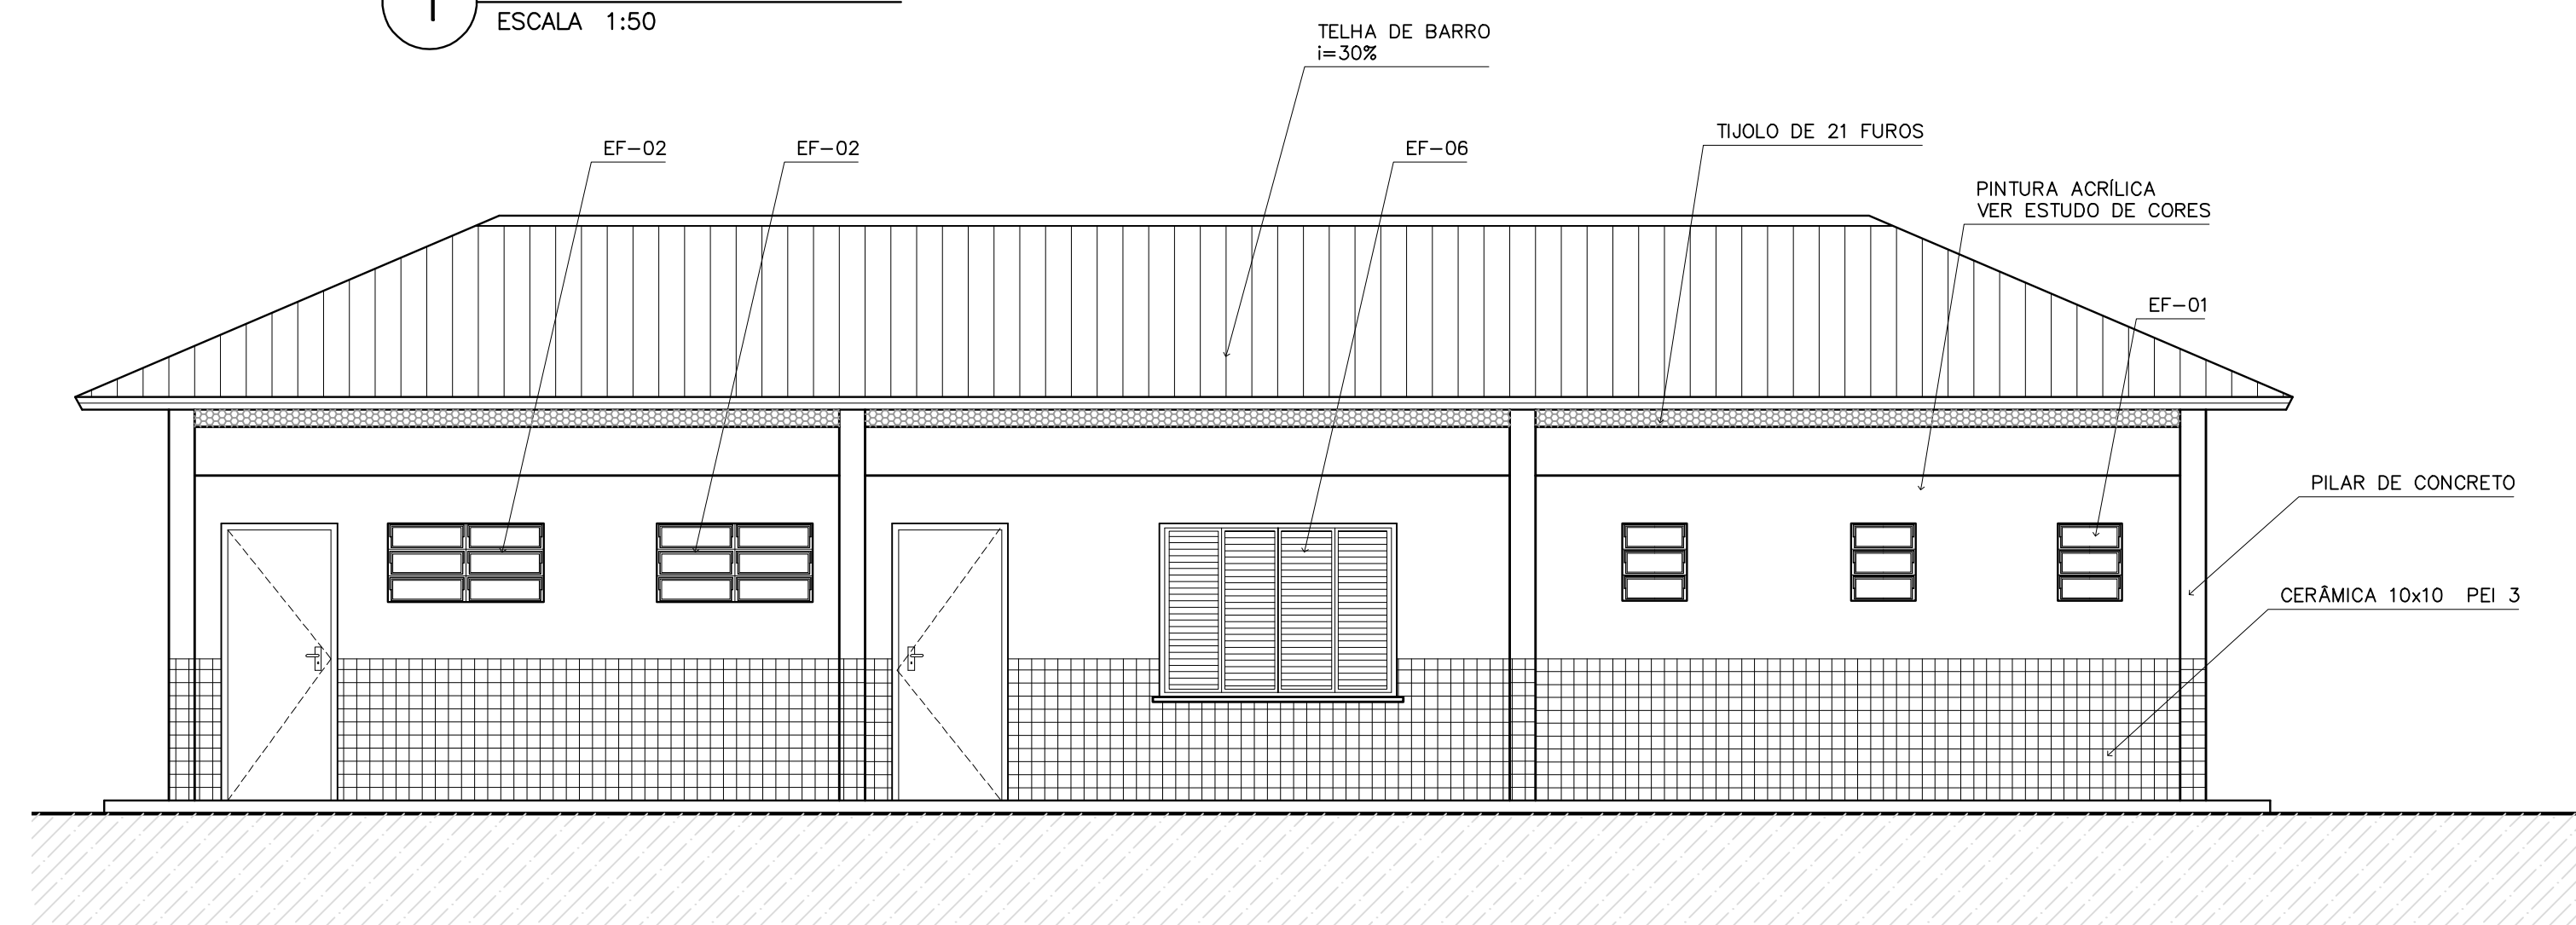 1
ESCALA 1:50
TELHA DE BARRO
i=30%
TIJOLO DE 21 FUROS
EF-02
EF-02
EF-06
PINTURA ACRÍLICA
VER ESTUDO DE CORES
EF-01
PILAR DE CONCRETO
CERÂMICA 10x10 PEI 3